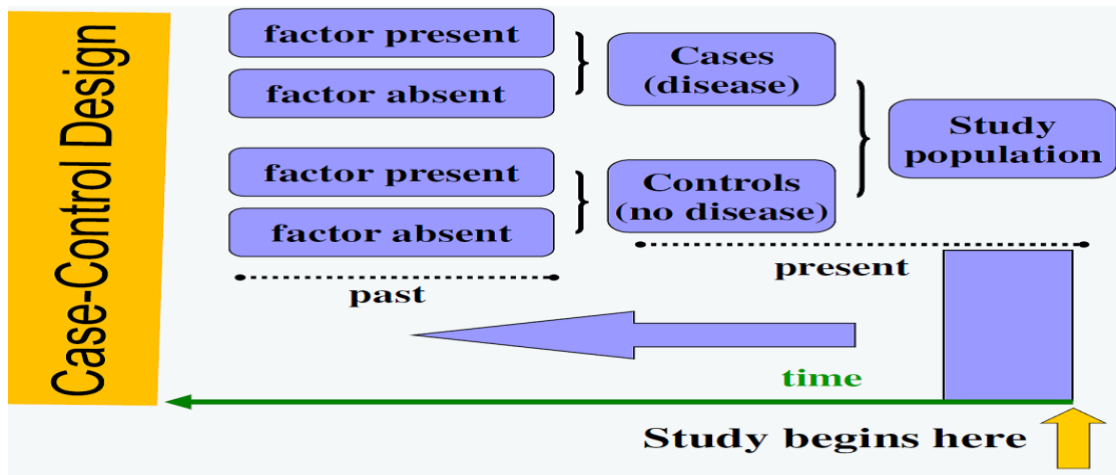 Case-Control Design
factor present
factor absent
factor present
factor absent
Cases
(disease)
Controls
(no disease)
Study
population
past
present
time
Study begins here